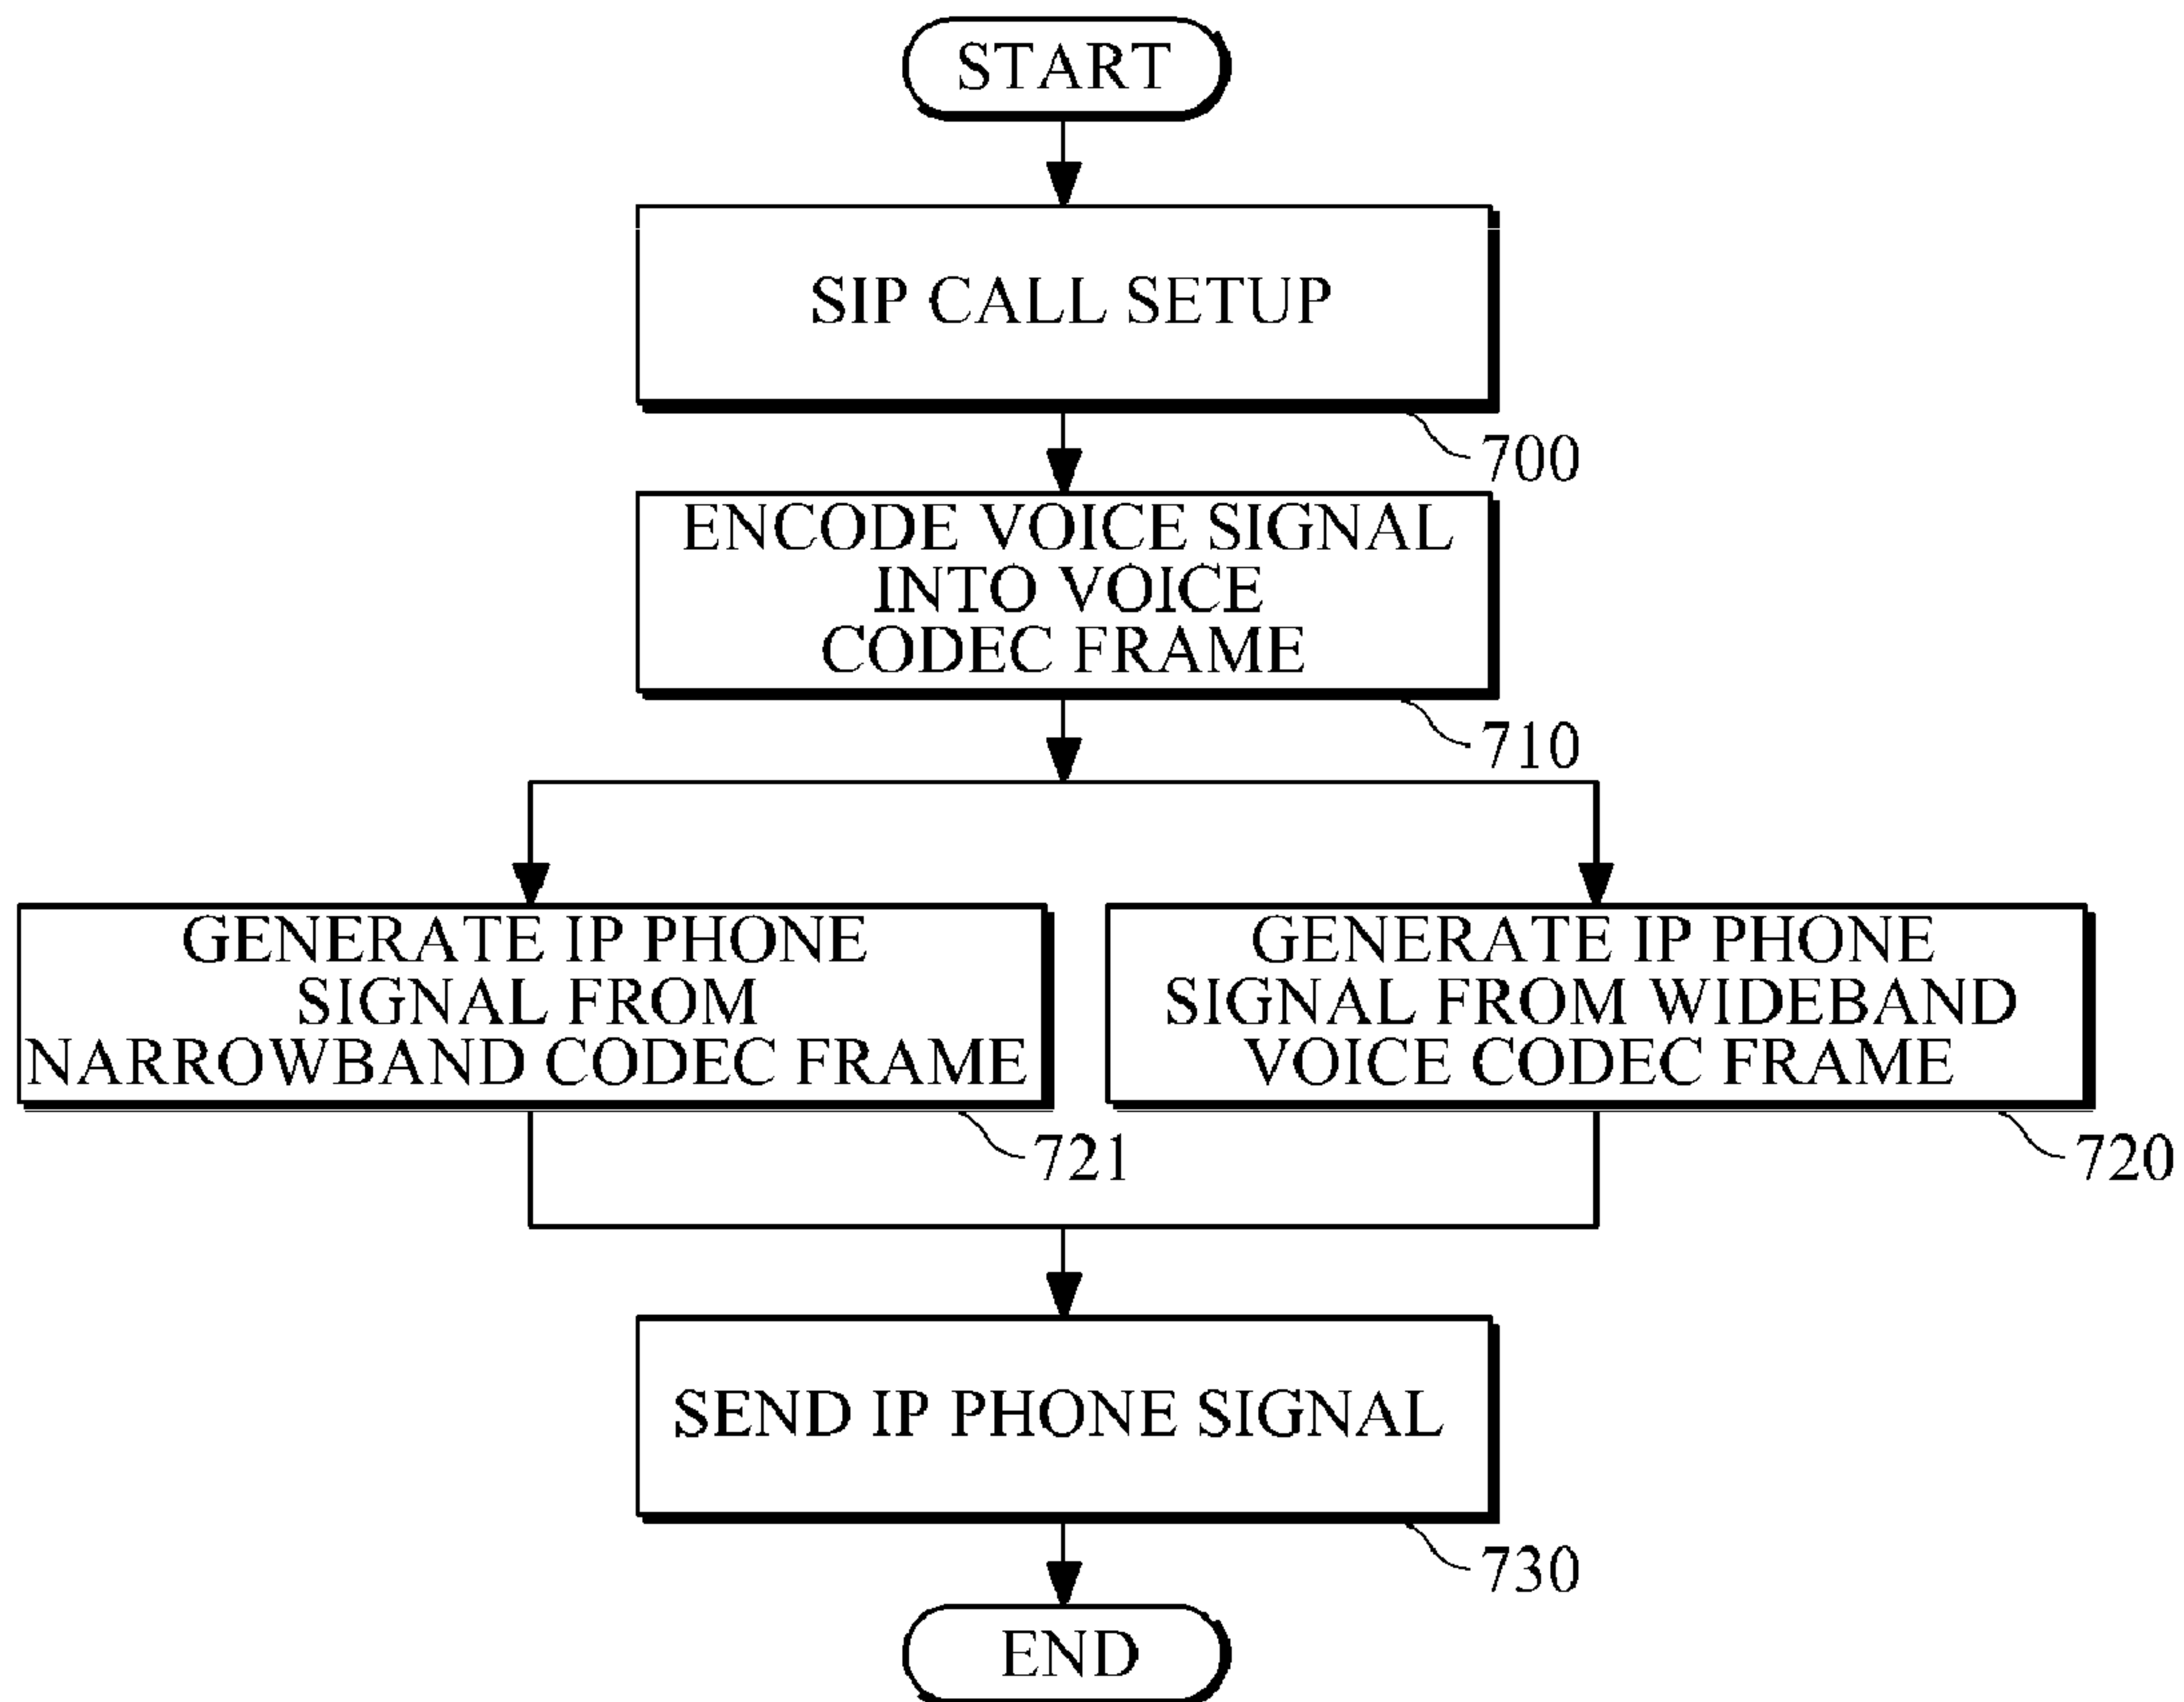 START
SIP CALL SETUP
700
ENCODE VOICE SIGNAL
INTO VOICE
CODEC FRAME
710
GENERATE IP PHONE
SIGNAL FROM
NARROWBAND CODEC FRAME
721
GENERATE IP PHONE
SIGNAL FROM WIDEBAND
VOICE CODEC FRAME
720
SEND IP PHONE SIGNAL
730
END